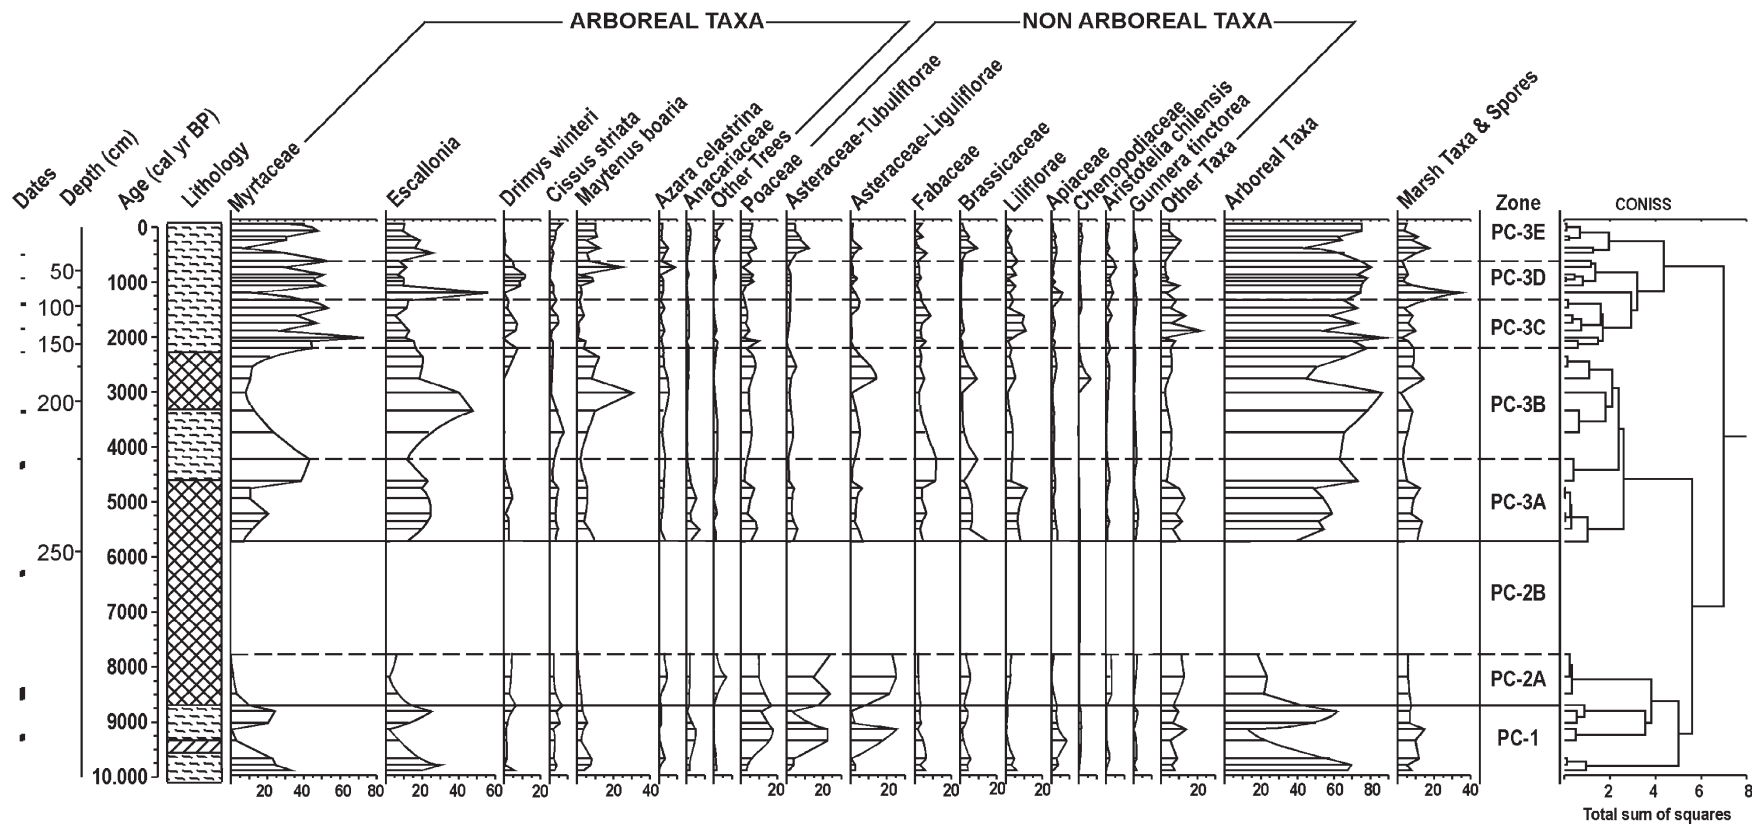 ARBOREAL TAXA
NON ARBOREAL TAXA
Dates
Depth (cm)
Age (cal yr BP)
Lithology
Myrtaceae
Escallonia
Drimys winteri
Cissus striata
Maytenus boaria
Azara celastrina
Anacariaceae
Other Trees
Poaceae
Asteraceae-Tubuliflorae
Asteraceae-Liguliflorae
Fabaceae
Brassicaceae
Liliflorae
Apiaceae
Chenopodiaceae
Aristotelia chilensis
Gunnera tinctorea
Other Taxa
Arboreal Taxa
Marsh Taxa & Spores
Zone
CONISS
50
100
150
200
250
0
1000
2000
3000
4000
5000
6000
7000
8000
9000
10.000
PC-3E
PC-3D
PC-3C
PC-3B
PC-3A
PC-2B
PC-2A
PC-1
20 40 60 80 20 40 60 20 20 40 20 20 20 20 20 20 20 20 40 60 80 20 40 2 4 6 8
Total sum of squares